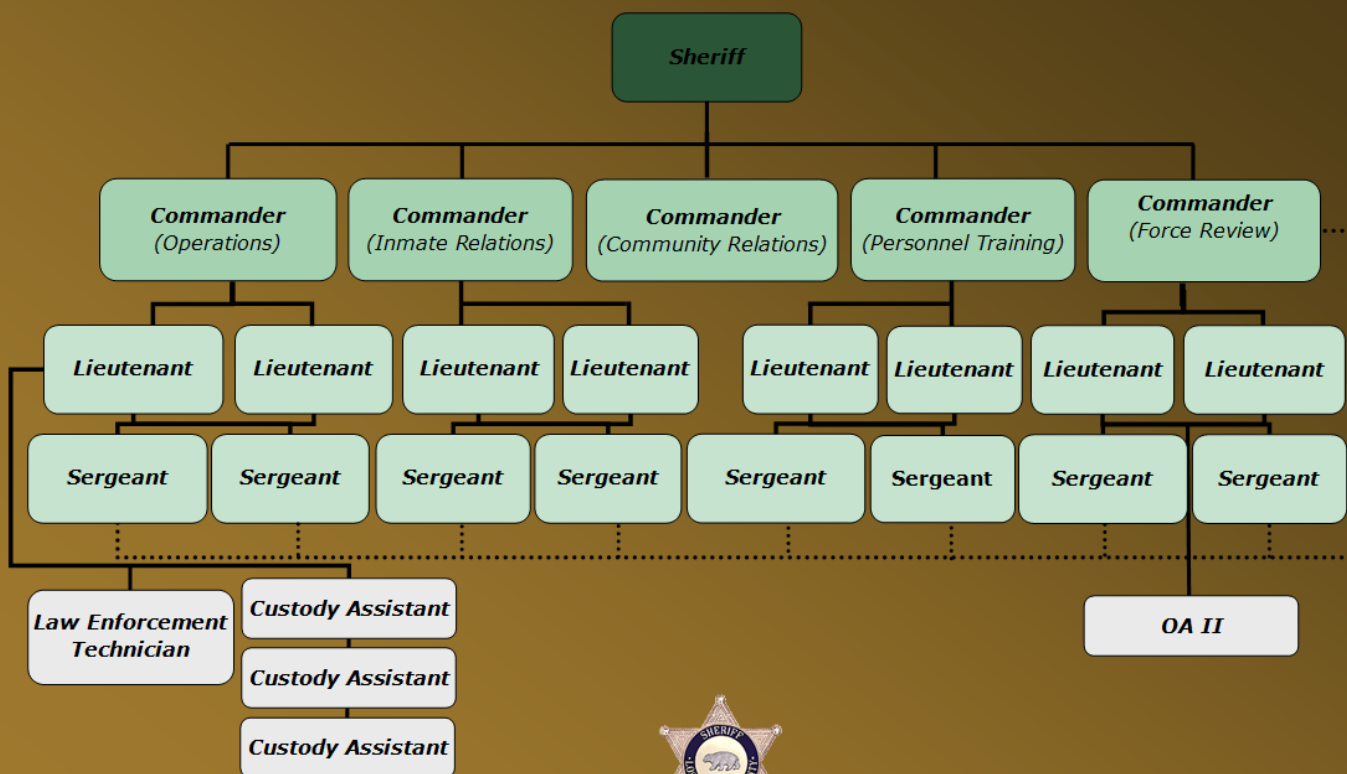 Sheriff
Commander
(Operations)
Commander
(Inmate Relations)
Commander
(Community Relations)
Commander
(Personnel Training)
Commander
(Force Review)
Lieutenant
Lieutenant
Lieutenant
Lieutenant
Lieutenant
Lieutenant
Lieutenant
Lieutenant
Sergeant
Sergeant
Sergeant
Sergeant
Sergeant
Sergeant
Sergeant
Sergeant
Law Enforcement
Technician
Custody Assistant
Custody Assistant
Custody Assistant
OA II
SHERIFF